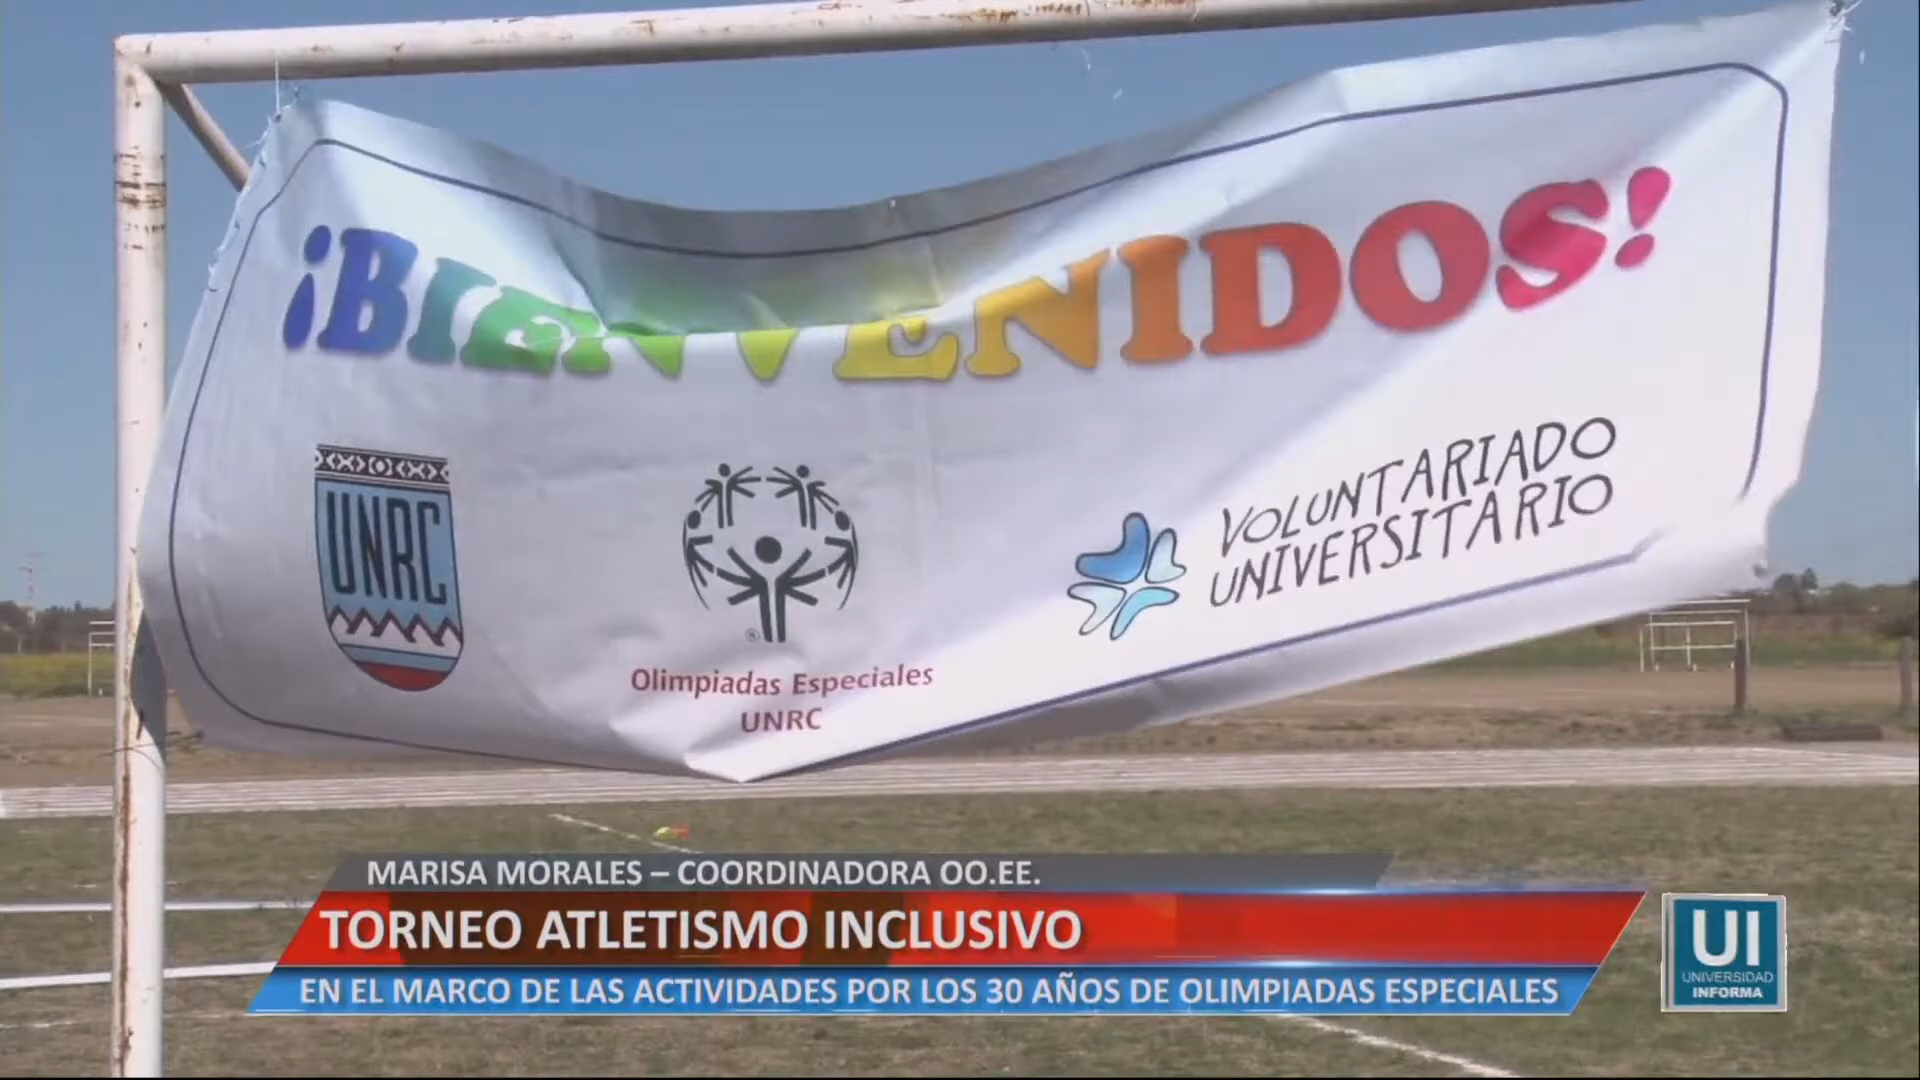 ¡BIENVENIDOS!
UNRC
Olimpiadas Especiales
UNRC
VOLUNTARIADO
UNIVERSITARIO
MARISA MORALES – COORDINADORA OO.EE.
TORNEO ATLETISMO INCLUSIVO
EN EL MARCO DE LAS ACTIVIDADES POR LOS 30 AÑOS DE OLIMPIADAS ESPECIALES
UI
UNIVERSIDAD
INFORMA